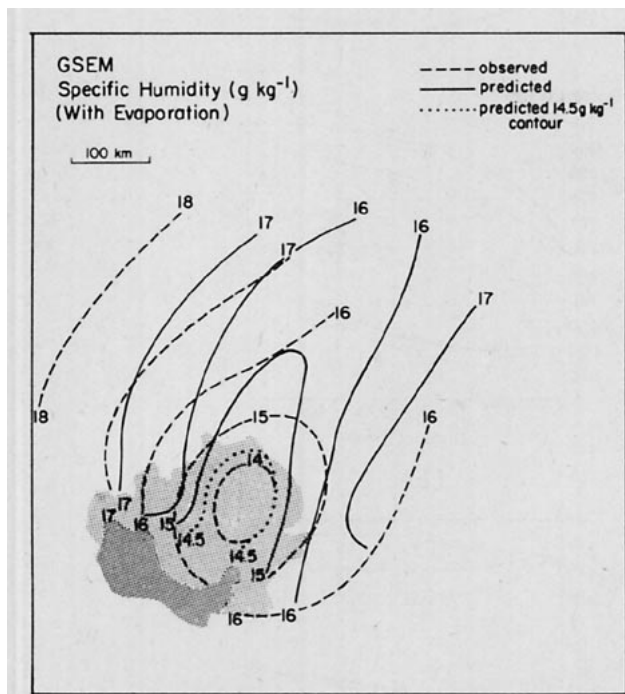 GSEM
Specific Humidity (g kg⁻¹)
(With Evaporation)
100 km
observed
predicted
predicted 14.5g kg⁻¹
contour
18
17
16
17
16
16
17
18
15
16
14
17
17
16
15
14.5
14.5
15
16
16